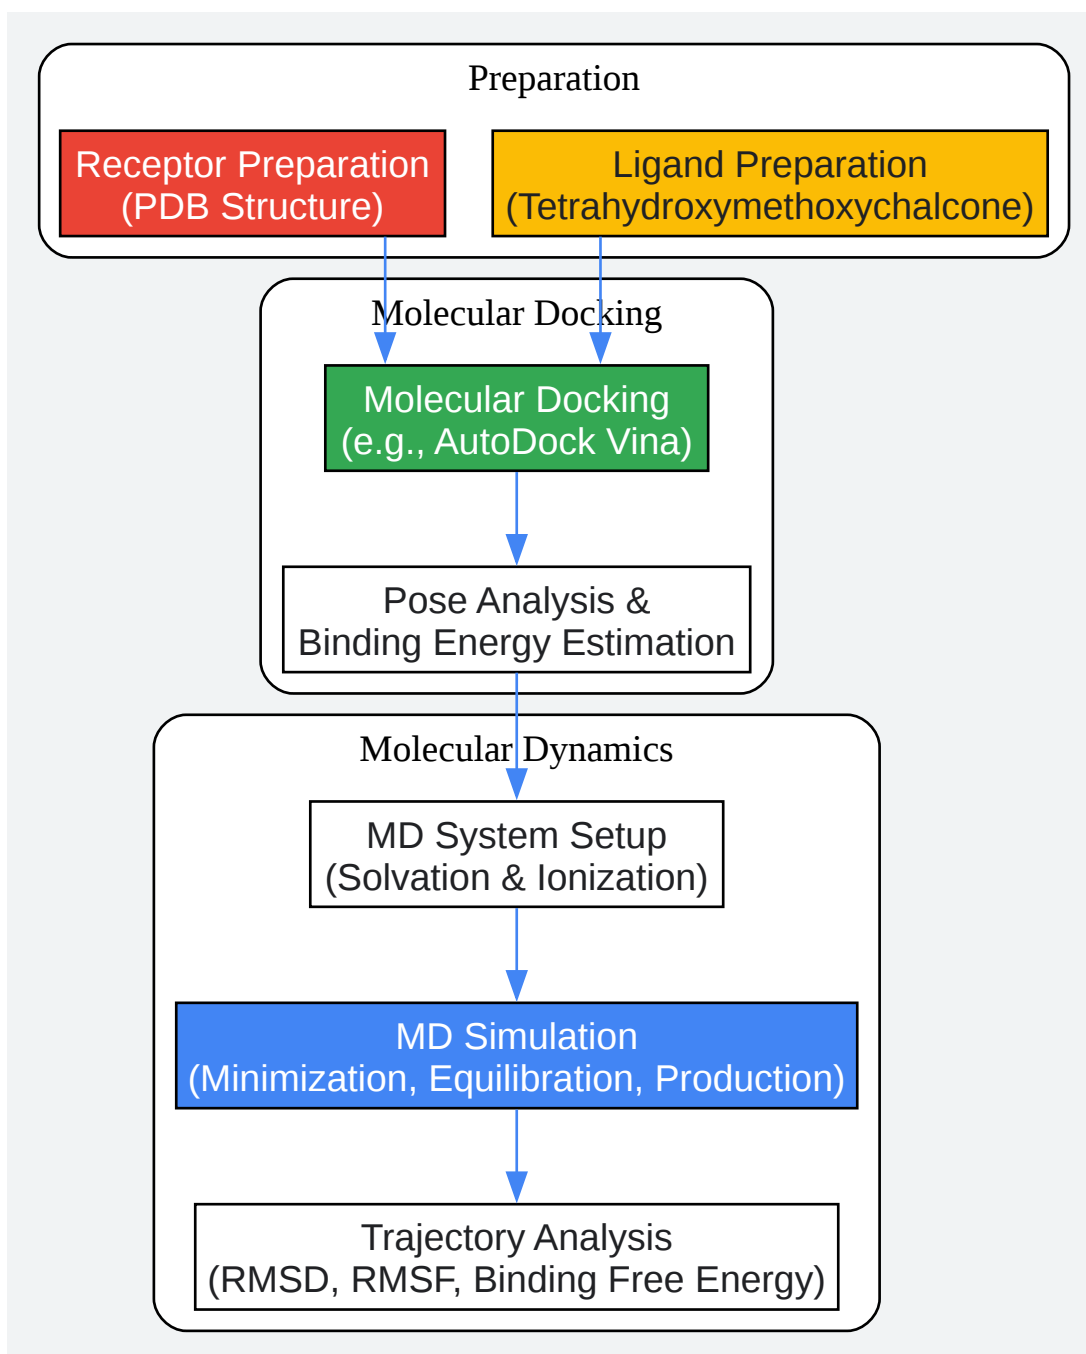 Preparation
Receptor Preparation
(PDB Structure)
Ligand Preparation
(Tetrahydroxymethoxychalcone)
Molecular Docking
Molecular Docking
(e.g., AutoDock Vina)
Pose Analysis &
Binding Energy Estimation
Molecular Dynamics
MD System Setup
(Solvation & Ionization)
MD Simulation
(Minimization, Equilibration, Production)
Trajectory Analysis
(RMSD, RMSF, Binding Free Energy)